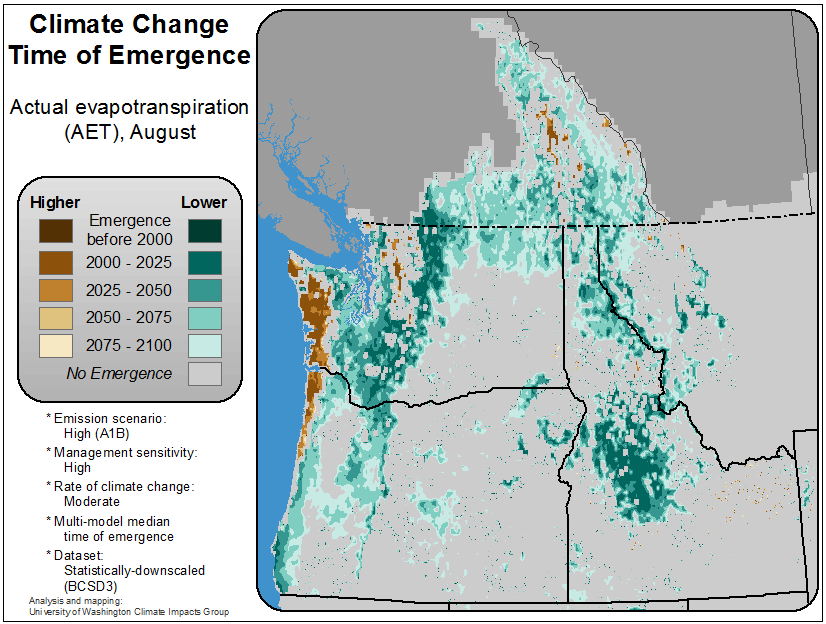 Climate Change
Time of Emergence
Actual evapotranspiration
(AET), August
Higher Lower
Emergence
before 2000
2000 - 2025
2025 - 2050
2050 - 2075
2075 - 2100
No Emergence
* Emission scenario:
High (A1B)
* Management sensitivity:
High
* Rate of climate change:
Moderate
* Multi-model median
time of emergence
* Dataset:
Statistically-downscaled
(BCSD3)
Analysis and mapping:
University of Washington Climate Impacts Group